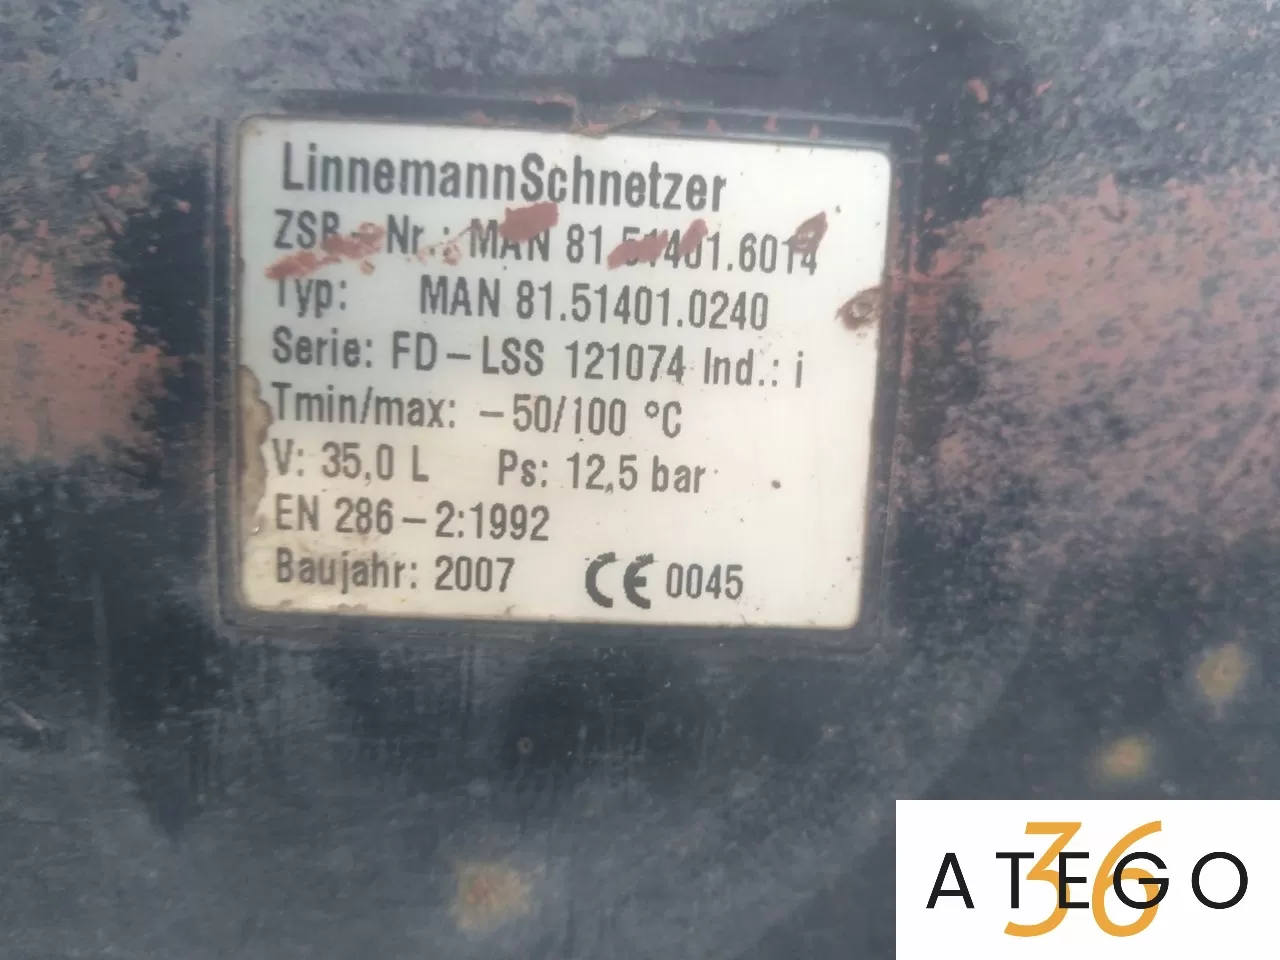 LinnemannSchnetzer
ZSB-Nr.: MAN 81.51401.6014
Typ: MAN 81.51401.0240
Serie: FD-LSS 121074 Ind.: i
Tmin/max: -50/100 °C
V: 35,0 L Ps: 12,5 bar
EN 286-2:1992
Baujahr: 2007 CE 0045
ATEGO
36